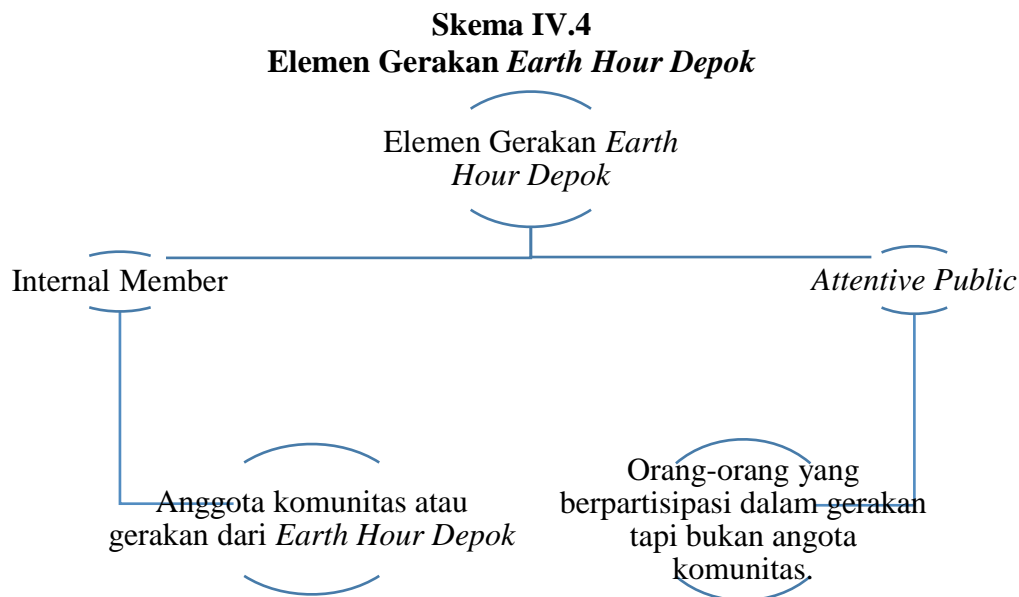 Skema IV.4
Elemen Gerakan Earth Hour Depok
Elemen Gerakan Earth
Hour Depok
Internal Member
Attentive Public
Anggota komunitas atau
gerakan dari Earth Hour Depok
Orang-orang yang
berpartisipasi dalam gerakan
tapi bukan angota
komunitas.